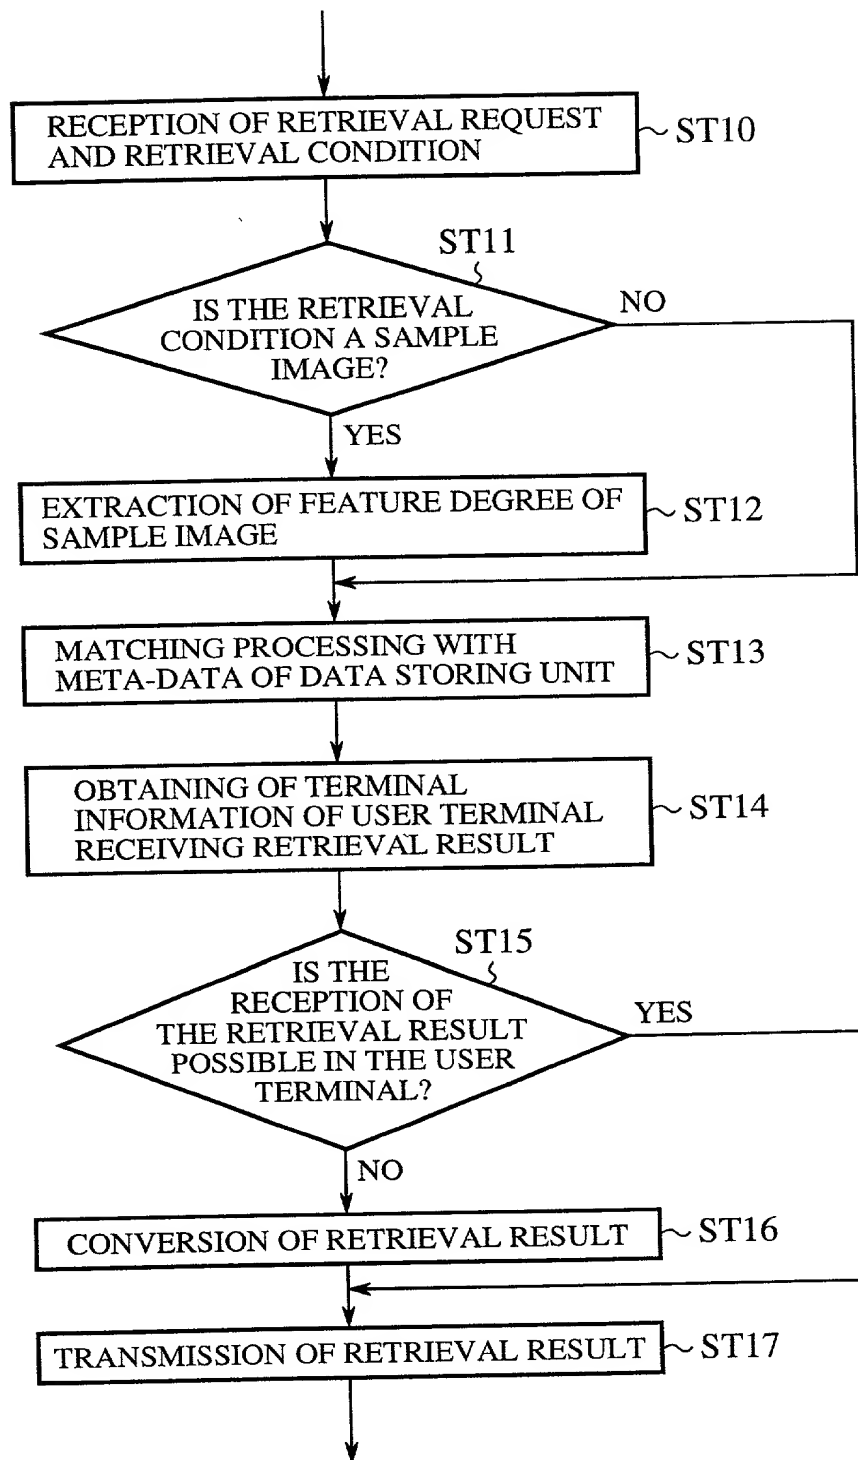 RECEPTION OF RETRIEVAL REQUEST
AND RETRIEVAL CONDITION
ST10
ST11
IS THE RETRIEVAL
CONDITION A SAMPLE
IMAGE?
NO
YES
EXTRACTION OF FEATURE DEGREE OF
SAMPLE IMAGE
ST12
MATCHING PROCESSING WITH
META-DATA OF DATA STORING UNIT
ST13
OBTAINING OF TERMINAL
INFORMATION OF USER TERMINAL
RECEIVING RETRIEVAL RESULT
ST14
ST15
IS THE
RECEPTION OF
THE RETRIEVAL RESULT
POSSIBLE IN THE USER
TERMINAL?
YES
NO
CONVERSION OF RETRIEVAL RESULT
ST16
TRANSMISSION OF RETRIEVAL RESULT
ST17